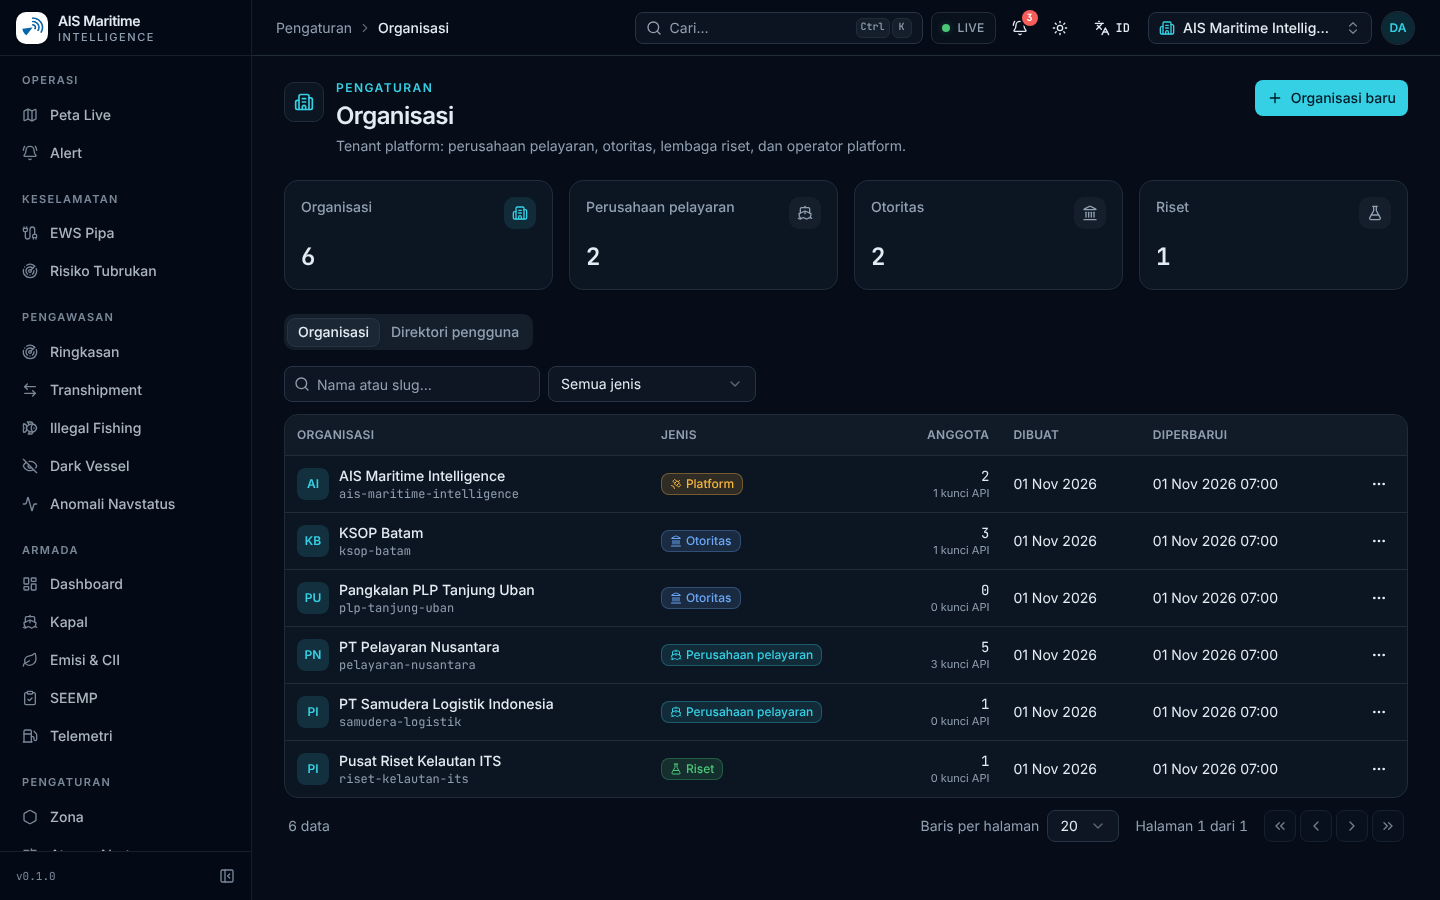 AIS Maritime
INTELLIGENCE
Pengaturan
Organisasi
Cari...
Ctrl
K
LIVE
3
ID
AIS Maritime Intellig...
DA
OPERASI
Peta Live
Alert
KESELAMATAN
EWS Pipa
Risiko Tubrukan
PENGAWASAN
Ringkasan
Transhipment
Illegal Fishing
Dark Vessel
Anomali Navstatus
ARMADA
Dashboard
Kapal
Emisi & CII
SEEMP
Telemetri
PENGATURAN
Zona
v0.1.0
PENGATURAN
Organisasi
Tenant platform: perusahaan pelayaran, otoritas, lembaga riset, dan operator platform.
Organisasi baru
Organisasi
6
Perusahaan pelayaran
2
Otoritas
2
Riset
1
Organisasi
Direktori pengguna
Nama atau slug...
Semua jenis
ORGANISASI JENIS ANGGOTA DIBUAT DIPERBARUI
AI
AIS Maritime Intelligence
ais-maritime-intelligence
Platform
2
1 kunci API
01 Nov 2026
01 Nov 2026 07:00
KB
KSOP Batam
ksop-batam
Otoritas
3
1 kunci API
01 Nov 2026
01 Nov 2026 07:00
PU
Pangkalan PLP Tanjung Uban
plp-tanjung-uban
Otoritas
0
0 kunci API
01 Nov 2026
01 Nov 2026 07:00
PN
PT Pelayaran Nusantara
pelayaran-nusantara
Perusahaan pelayaran
5
3 kunci API
01 Nov 2026
01 Nov 2026 07:00
PI
PT Samudera Logistik Indonesia
samudera-logistik
Perusahaan pelayaran
1
0 kunci API
01 Nov 2026
01 Nov 2026 07:00
PI
Pusat Riset Kelautan ITS
riset-kelautan-its
Riset
1
0 kunci API
01 Nov 2026
01 Nov 2026 07:00
6 data
Baris per halaman
20
Halaman 1 dari 1